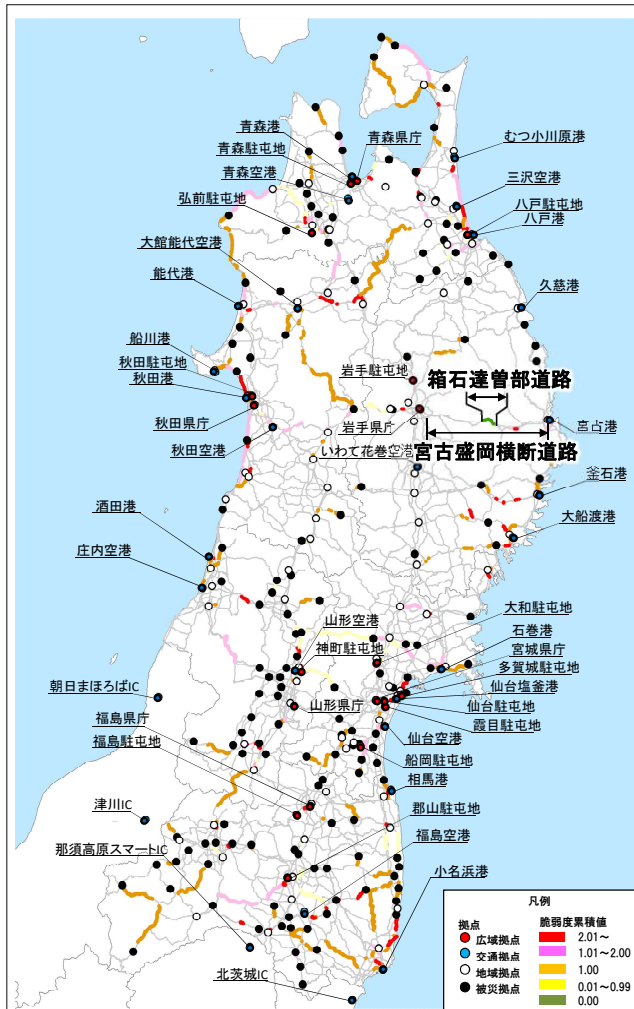 青森港
青森県庁
青森駐屯地
むつ小川原港
青森空港
三沢空港
弘前駐屯地
八戸駐屯地
八戸港
大館能代空港
能代港
久慈港
船川港
岩手駐屯地
秋田駐屯地
箱石達曽部道路
秋田港
秋田県庁
岩手県庁
宮古港
秋田空港
宮古盛岡横断道路
いわて花巻空港
釜石港
酒田港
大船渡港
庄内空港
大和駐屯地
山形空港
石巻港
神町駐屯地
宮城県庁
多賀城駐屯地
朝日まほろばIC
仙台塩釜港
山形県庁
仙台駐屯地
福島県庁
霞目駐屯地
福島駐屯地
仙台空港
船岡駐屯地
相馬港
津川IC
郡山駐屯地
那須高原スマートIC
福島空港
小名浜港
北茨城IC
凡例
拠点
広域拠点
交通拠点
地域拠点
被災拠点
脆弱度累積値
2.01～
1.01～2.00
1.00
0.01～0.99
0.00